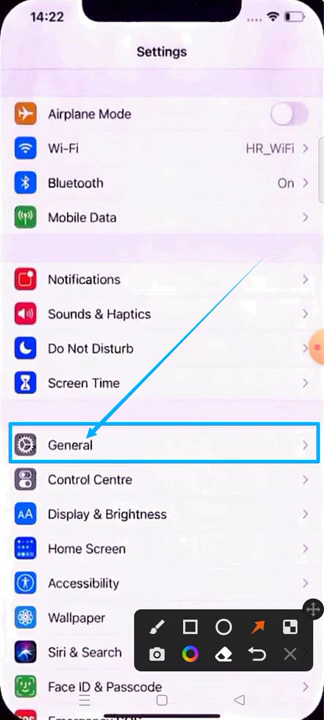 14:22
Settings
Airplane Mode
Wi-Fi HR_WiFi
Bluetooth On
Mobile Data
Notifications
Sounds & Haptics
Do Not Disturb
Screen Time
General
Control Centre
Display & Brightness
AA
Home Screen
Accessibility
Wallpaper
Siri & Search
Face ID & Passcode